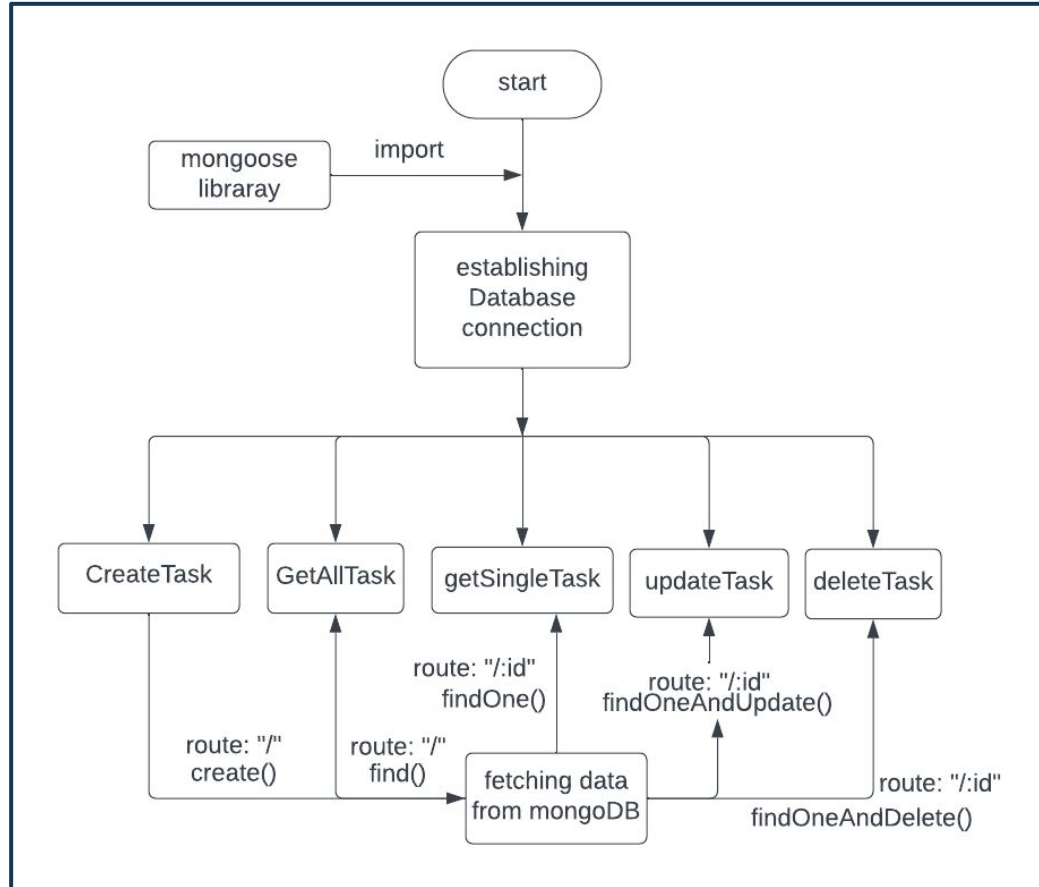 start
import
mongoose
libraray
establishing
Database
connection
CreateTask
GetAllTask
getSingleTask
updateTask
deleteTask
route: "/:id"
findOne()
route: "/:id"
findOneAndUpdate()
route: "/"
create()
route: "/"
find()
fetching data
from mongoDB
route: "/:id"
findOneAndDelete()